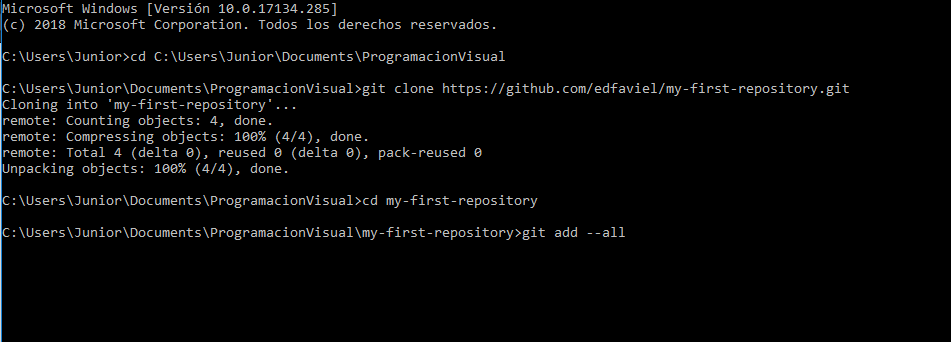 Microsoft Windows [Versión 10.0.17134.285]
(c) 2018 Microsoft Corporation. Todos los derechos reservados.
C:\Users\Junior>cd C:\Users\Junior\Documents\ProgramacionVisual
C:\Users\Junior\Documents\ProgramacionVisual>git clone https://github.com/edfaviel/my-first-repository.git
Cloning into 'my-first-repository'...
remote: Counting objects: 4, done.
remote: Compressing objects: 100% (4/4), done.
remote: Total 4 (delta 0), reused 0 (delta 0), pack-reused 0
Unpacking objects: 100% (4/4), done.
C:\Users\Junior\Documents\ProgramacionVisual>cd my-first-repository
C:\Users\Junior\Documents\ProgramacionVisual\my-first-repository>git add --all